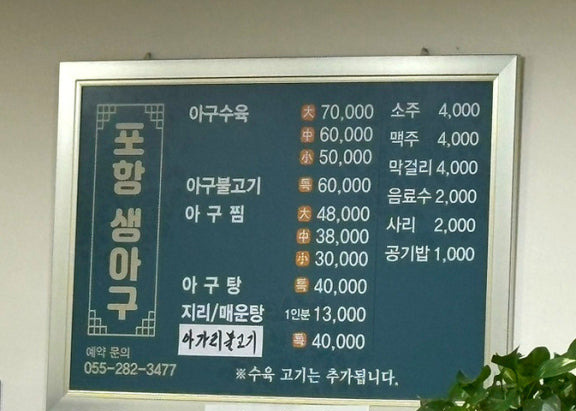 포항 생아구
예약 문의
055-282-3477
아구수육 大 70,000
中 60,000
小 50,000
아구불고기 특 60,000
아구찜 大 48,000
中 38,000
小 30,000
아구탕 특 40,000
지리/매운탕 1인분 13,000
아가리불고기 특 40,000
※수육 고기는 추가됩니다.
소주 4,000
맥주 4,000
막걸리 4,000
음료수 2,000
사리 2,000
공기밥 1,000